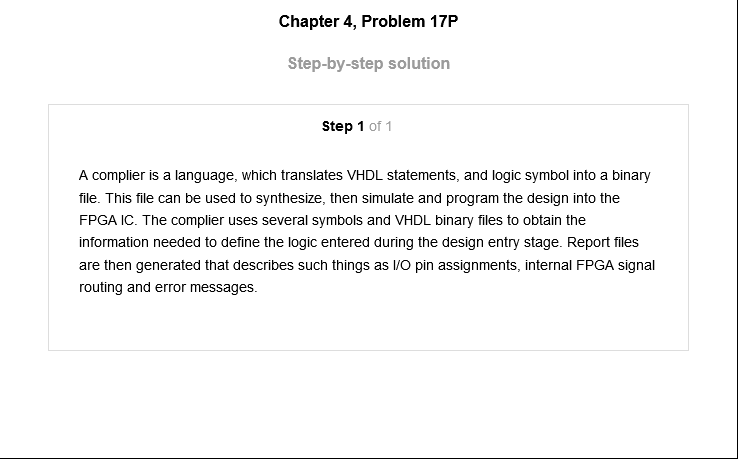 Chapter 4, Problem 17P
Step-by-step solution
Step 1 of 1
A complier is a language, which translates VHDL statements, and logic symbol into a binary
file. This file can be used to synthesize, then simulate and program the design into the
FPGA IC. The complier uses several symbols and VHDL binary files to obtain the
information needed to define the logic entered during the design entry stage. Report files
are then generated that describes such things as I/O pin assignments, internal FPGA signal
routing and error messages.